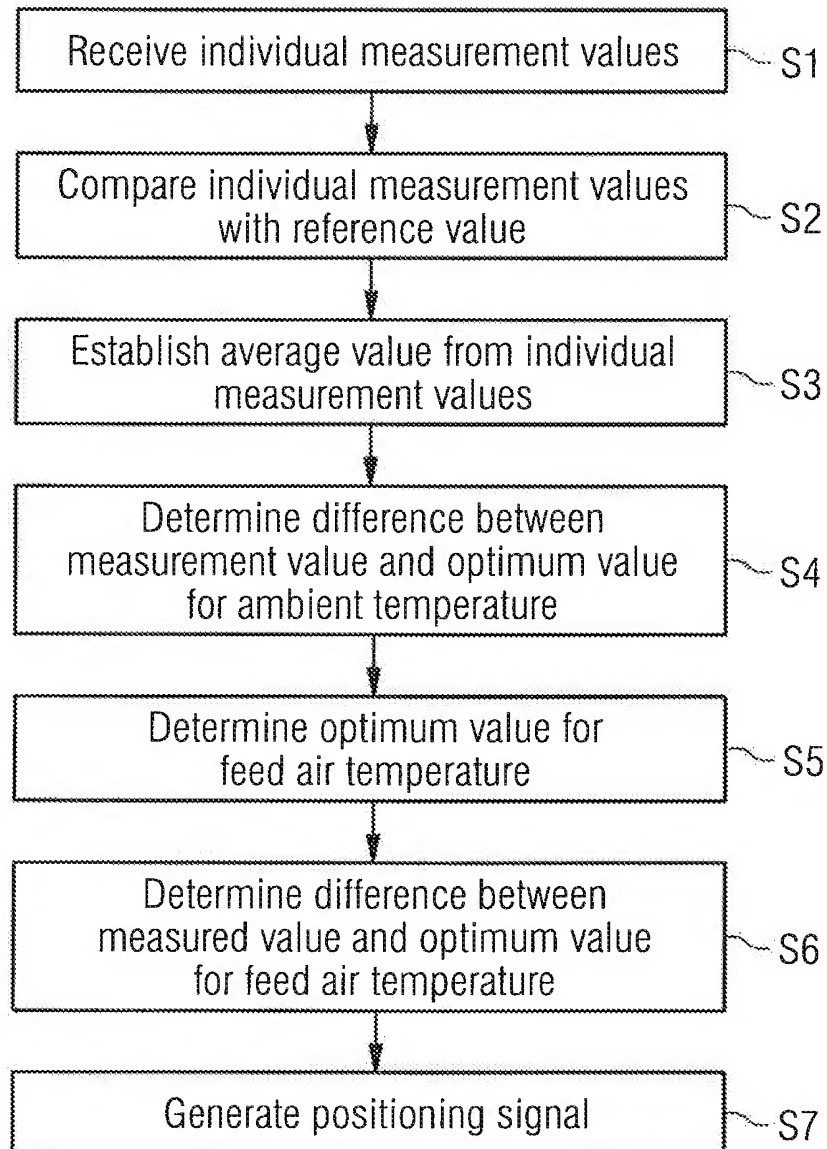 Receive individual measurement values
S1
Compare individual measurement values
with reference value
S2
Establish average value from individual
measurement values
S3
Determine difference between
measurement value and optimum value
for ambient temperature
S4
Determine optimum value for
feed air temperature
S5
Determine difference between
measured value and optimum value
for feed air temperature
S6
Generate positioning signal
S7